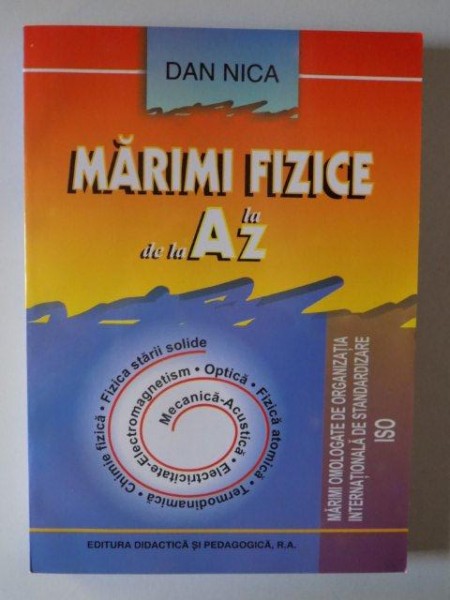 DAN NICA
MĂRIMI FIZICE
de la A la Z
Mecanică-Acustică • Electricitate-Electromagnetism • Optică • Fizică atomică • Termodinamică • Chimie fizică • Fizica stării solide
MĂRIMI OMOLOGATE DE ORGANIZAȚIA
INTERNAȚIONALĂ DE STANDARDIZARE
ISO
EDITURA DIDACTICĂ ȘI PEDAGOGICĂ, R.A.